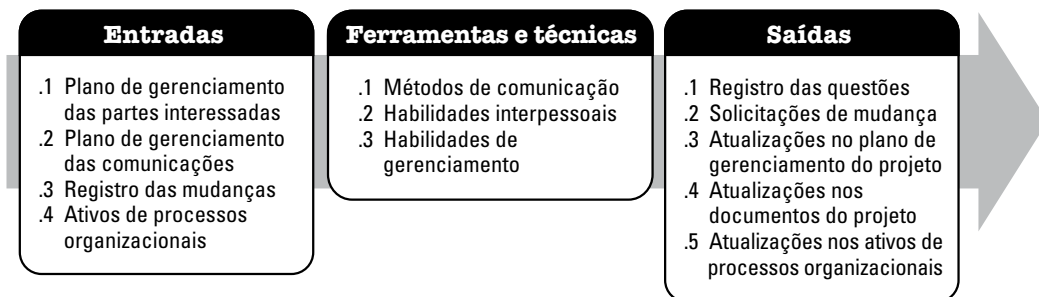 Entradas
.1 Plano de gerenciamento
das partes interessadas
.2 Plano de gerenciamento
das comunicações
.3 Registro das mudanças
.4 Ativos de processos
organizacionais
Ferramentas e técnicas
.1 Métodos de comunicação
.2 Habilidades interpessoais
.3 Habilidades de
gerenciamento
Saídas
.1 Registro das questões
.2 Solicitações de mudança
.3 Atualizações no plano de
gerenciamento do projeto
.4 Atualizações nos
documentos do projeto
.5 Atualizações nos ativos de
processos organizacionais